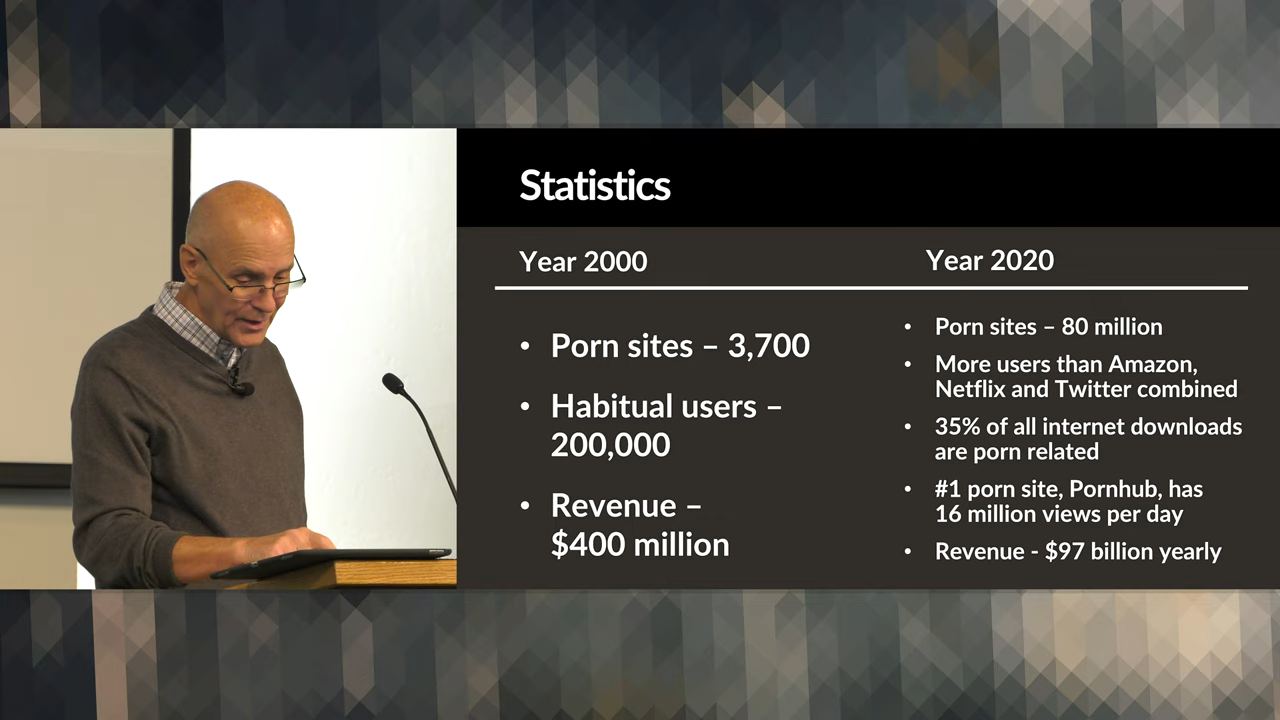 Statistics
Year 2000
Porn sites – 3,700
Habitual users –
200,000
Revenue –
$400 million
Year 2020
Porn sites – 80 million
More users than Amazon,
Netflix and Twitter combined
35% of all internet downloads
are porn related
#1 porn site, Pornhub, has
16 million views per day
Revenue - $97 billion yearly